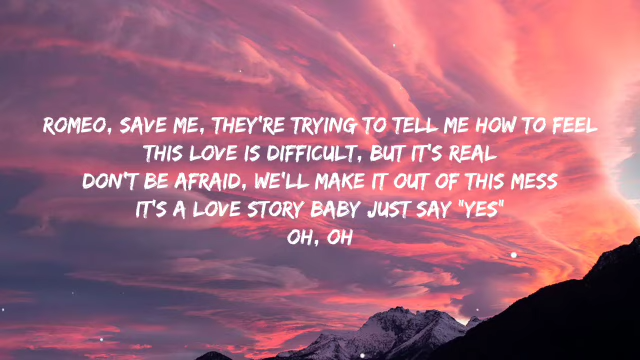 ROMEO, SAVE ME, THEY'RE TRYING TO TELL ME HOW TO FEEL
THIS LOVE IS DIFFICULT, BUT IT'S REAL
DON'T BE AFRAID, WE'LL MAKE IT OUT OF THIS MESS
IT'S A LOVE STORY BABY JUST SAY "YES"
OH, OH